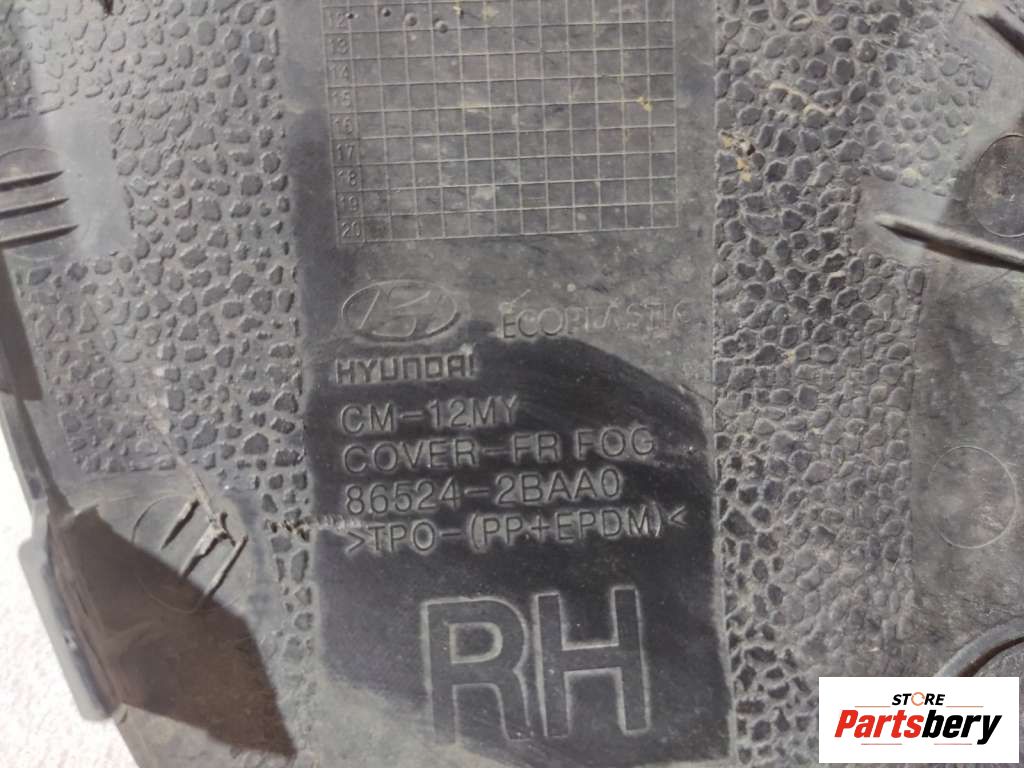 12
13
14
15
16
17
18
19
20
ECOPLASTIC
HYUNDAI
CM-12MY
COVER-FR FOG
86524-2BAA0
>TPO-(PP+EPDM)<
RH
STORE
Partsbery